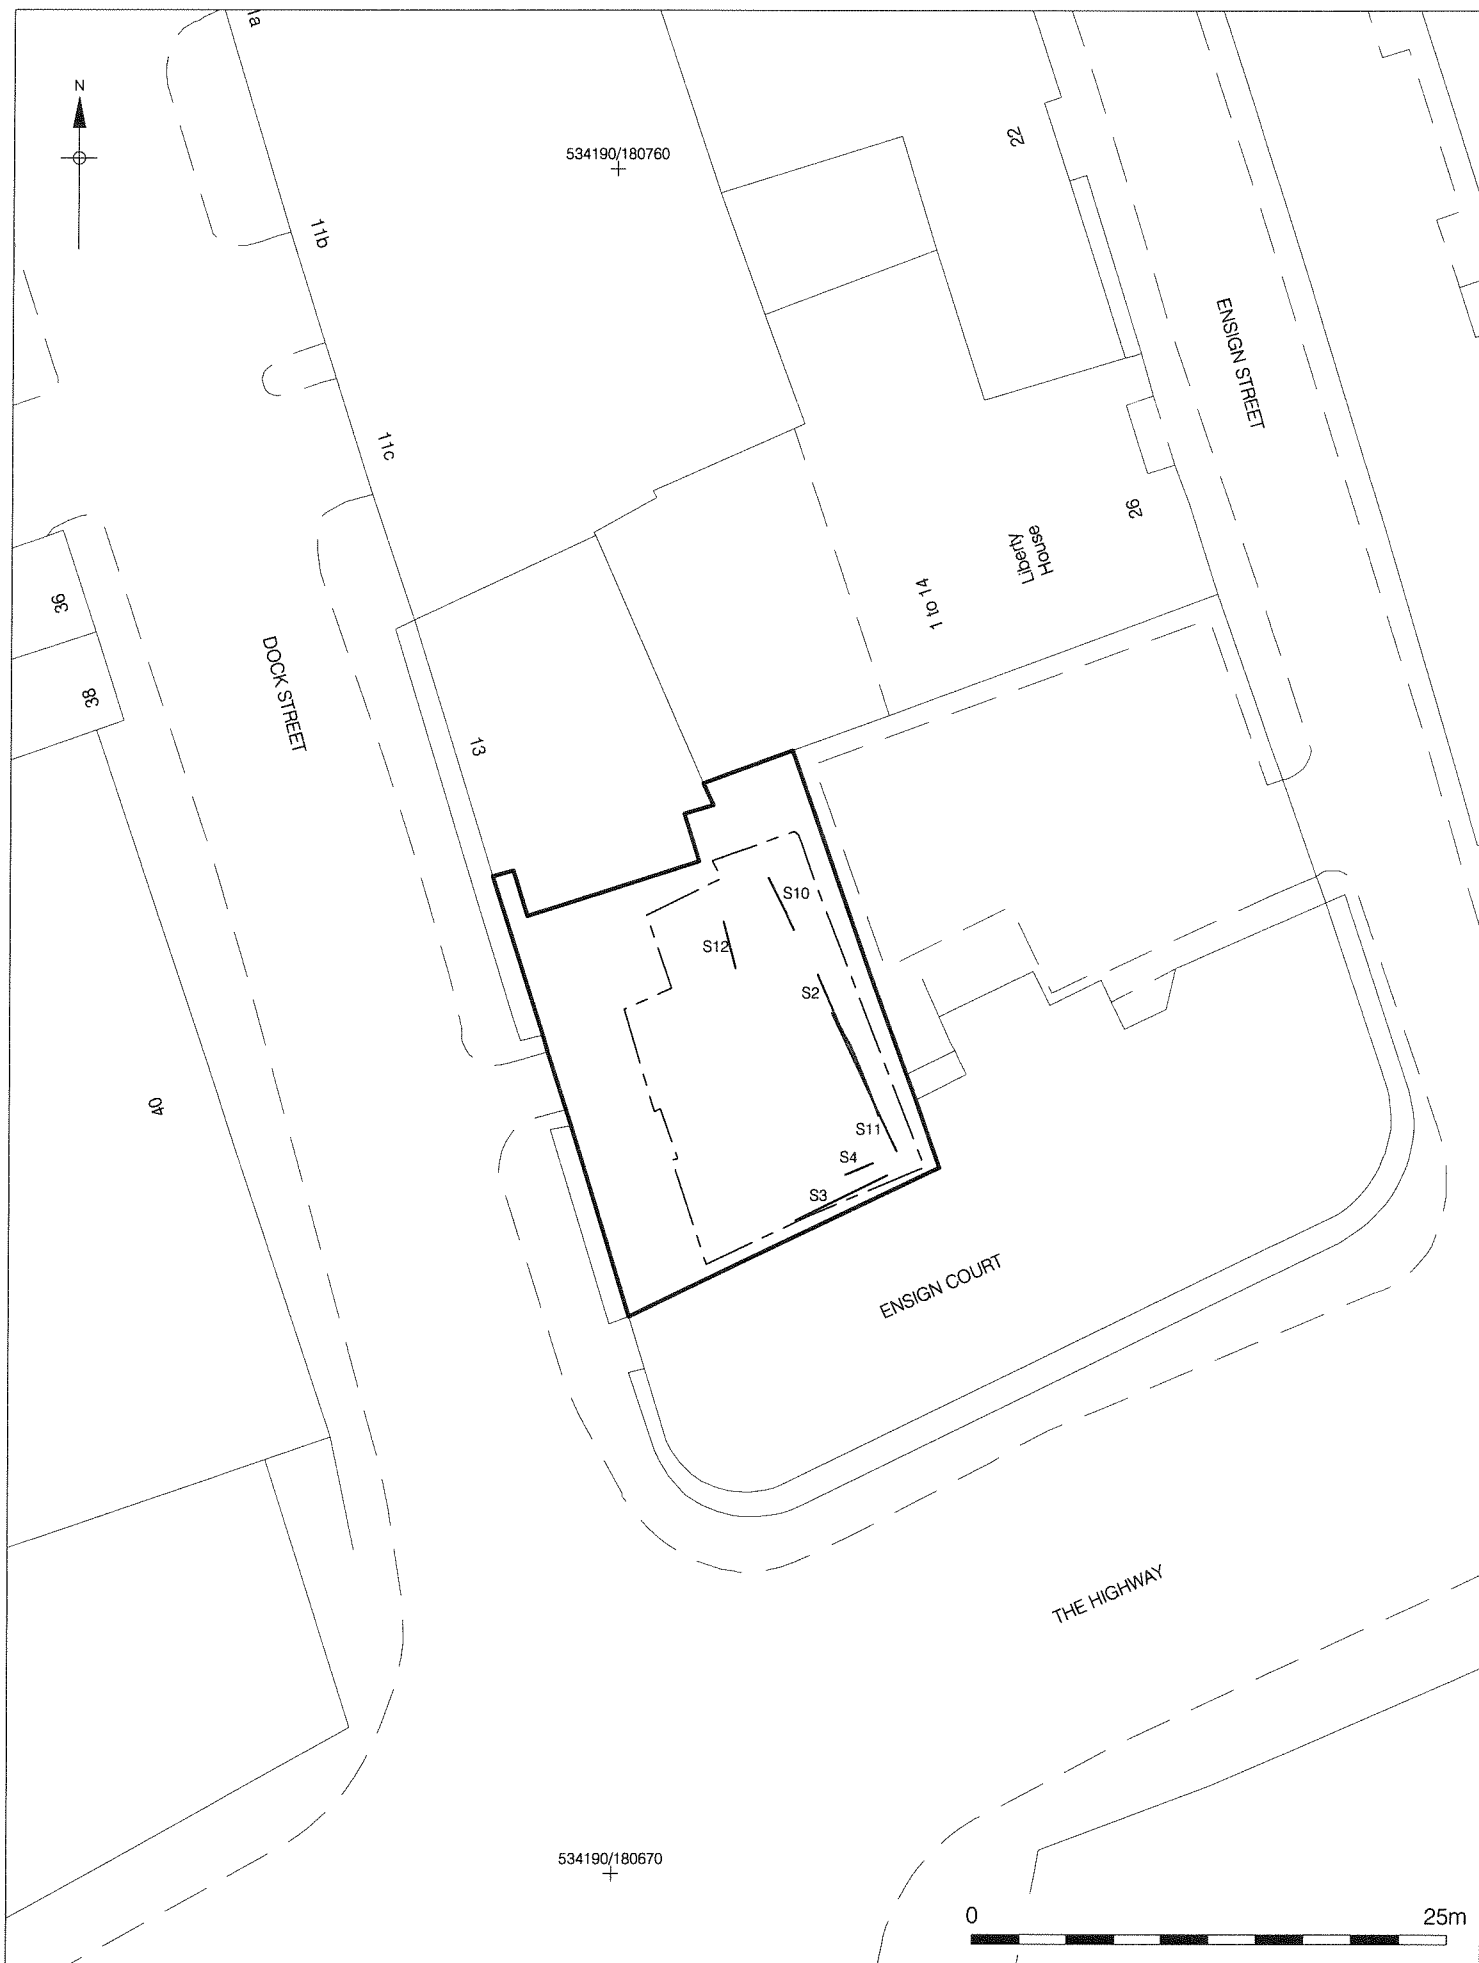 1a
N
534190/180760
22
11b
ENSIGN STREET
11c
26
Liberty
House
1 to 14
36
DOCK STREET
38
13
S10
S12
S2
40
S11
S4
S3
ENSIGN COURT
THE HIGHWAY
534190/180670
0 25m